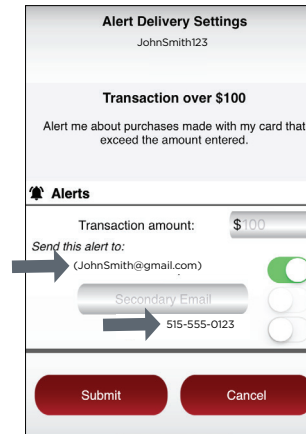 Alert Delivery Settings
JohnSmith123
Transaction over $100
Alert me about purchases made with my card that
exceed the amount entered.
Alerts
Transaction amount: $100
Send this alert to:
(JohnSmith@gmail.com)
Secondary Email
515-555-0123
Submit Cancel